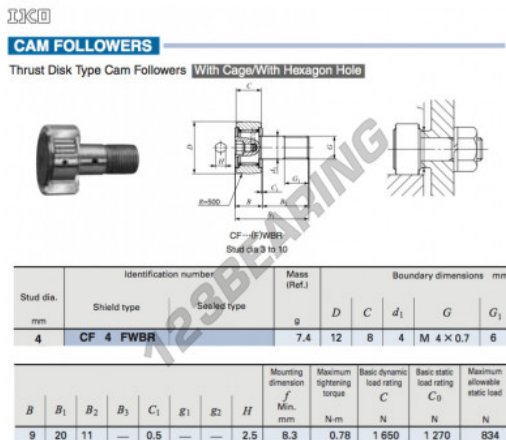 IKO
CAM FOLLOWERS
Thrust Disk Type Cam Followers With Cage/With Hexagon Hole
C
D
H
d1
G
G1
C1
R=500
B
B2
B1
CF···(F)WBR
Stud dia.3 to 10
123BEARING
Stud dia. mm Identification number Mass (Ref.) g Boundary dimensions mm
Shield type Sealed type D C d1 G G1
4 CF 4 FWBR 7.4 12 8 4 M 4×0.7 6
B B1 B2 B3 C1 g1 g2 H Mounting dimension f Min. mm Maximum tightening torque N-m Basic dynamic load rating C N Basic static load rating C0 N Maximum allowable static load N
9 20 11 — 0.5 — — 2.5 8.3 0.78 1 650 1 270 834